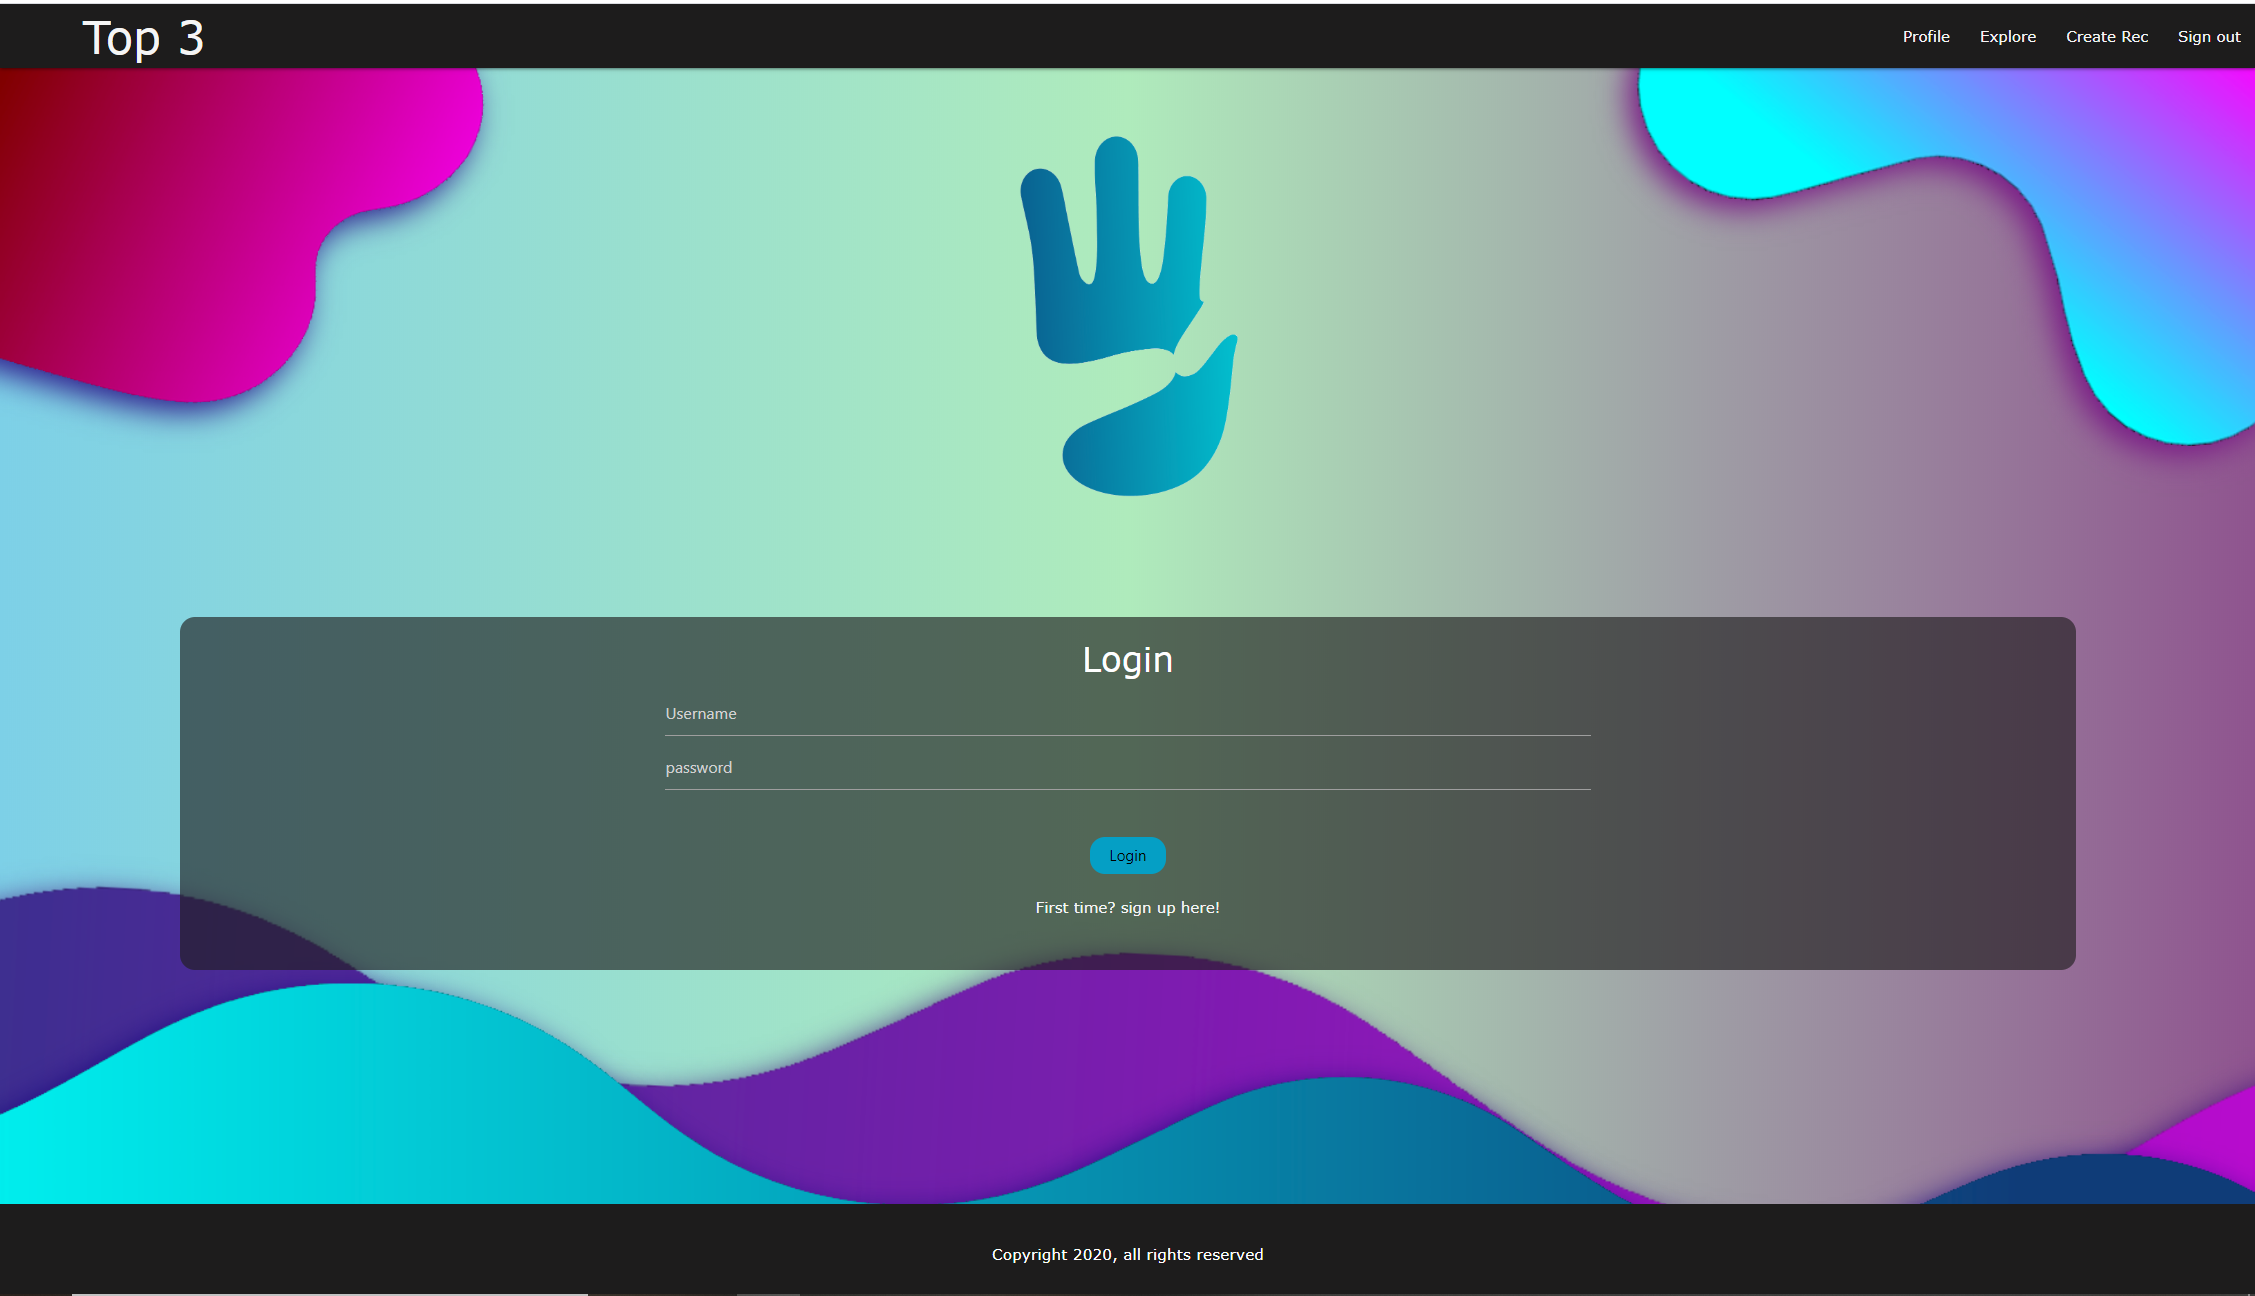 Top 3
Profile Explore Create Rec Sign out
Login
Username
password
Login
First time? sign up here!
Copyright 2020, all rights reserved